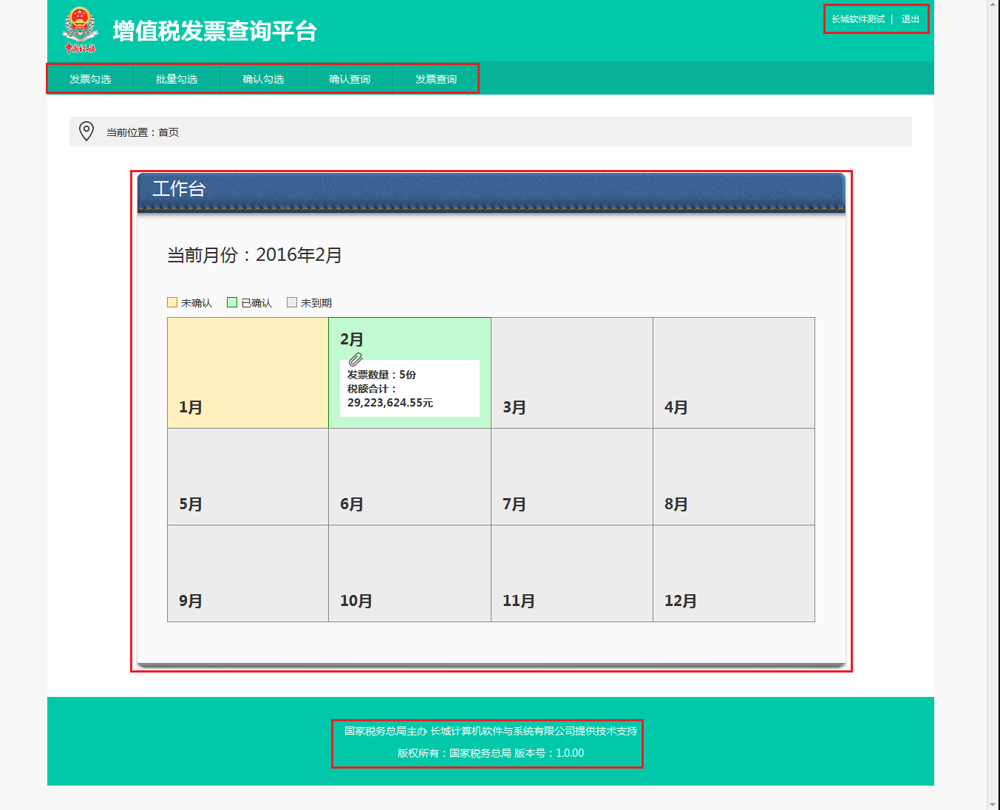 中国税务
增值税发票查询平台
长城软件测试 | 退出
发票勾选 批量勾选 确认勾选 确认查询 发票查询
当前位置：首页
工作台
当前月份：2016年2月
未确认 已确认 未到期
1月
2月
发票数量：5份
税额合计：
29,223,624.55元
3月
4月
5月
6月
7月
8月
9月
10月
11月
12月
国家税务总局主办 长城计算机软件与系统有限公司提供技术支持
版权所有：国家税务总局 版本号：1.0.00